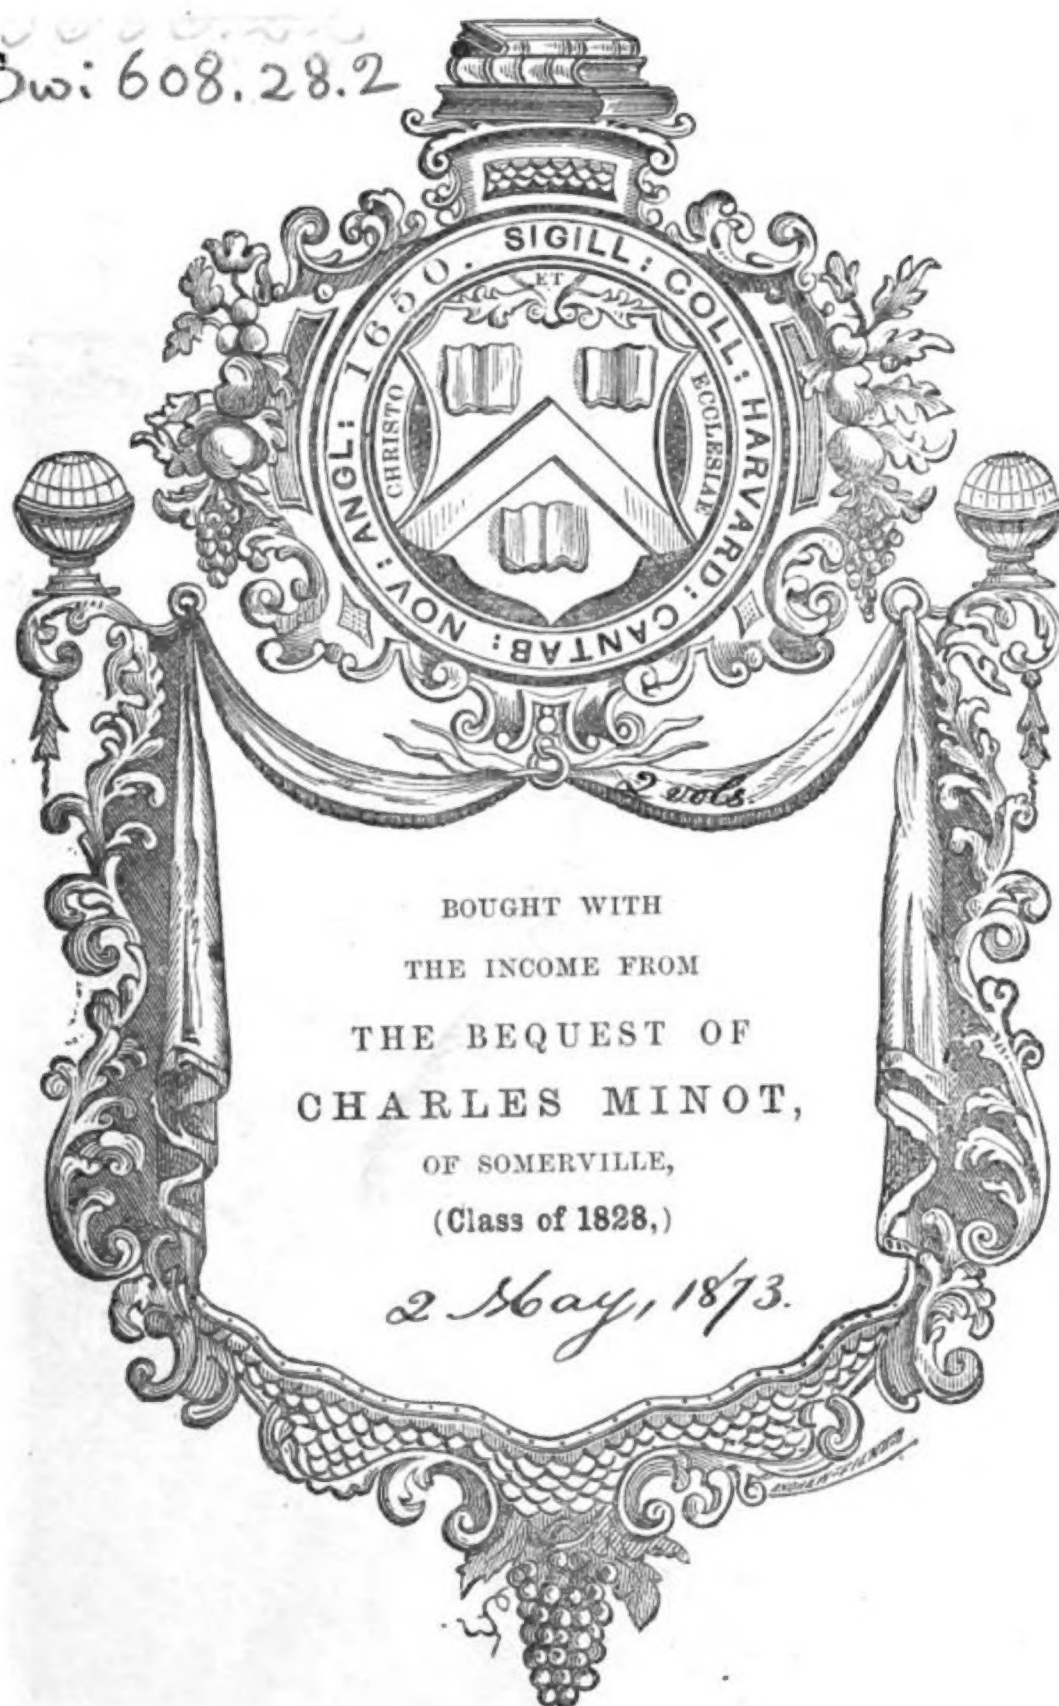 Swi 608.28.2
SIGILL: COLL: HARVARD: CANTAB: NOV: ANGL: 1650.
ET
CHRISTO
ECCLESIAE
2 vols.
BOUGHT WITH
THE INCOME FROM
THE BEQUEST OF
CHARLES MINOT,
OF SOMERVILLE,
(Class of 1828,)
2 May, 1873.